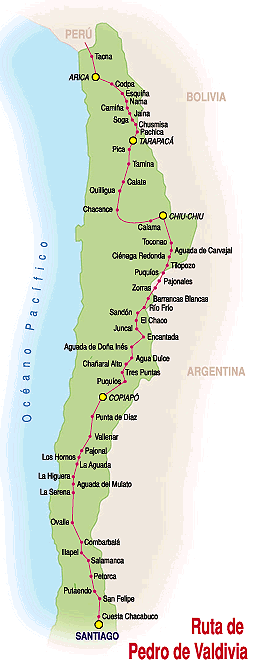 PERÚ
Tacna
ARICA
Codpa
BOLIVIA
Esquiña
Nama
Camiña
Jaina
Soga
Chusmisa
Pachica
TARAPACÁ
Pica
Tamina
Calate
Quillagua
Chacance
CHIU-CHIU
Calama
Toconao
Aguada de Carvajal
Ciénaga Redonda
Tilopozo
Puquíos
Pajonales
Zorras
Barrancas Blancas
Río Frío
Sandón
El Chaco
Juncal
Encantada
Océano Pacífico
Aguada de Doña Inés
Agua Dulce
Chañaral Alto
Tres Puntas
ARGENTINA
Puquios
COPIAPÓ
Punta de Díaz
Vallenar
Pajonal
Los Hornos
La Aguada
La Higuera
Aguada del Mulato
La Serena
Ovalle
Combarbalá
Illapel
Salamanca
Petorca
Putaendo
San Felipe
Cuesta Chacabuco
SANTIAGO
Ruta de
Pedro de Valdivia